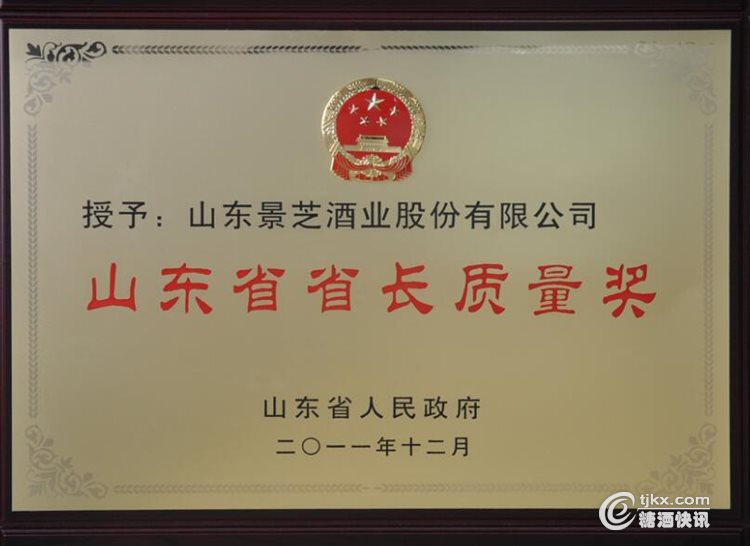 授予：山东景芝酒业股份有限公司
山东省省长质量奖
山东省人民政府
二〇一一年十二月
tjkx.com
糖酒快讯